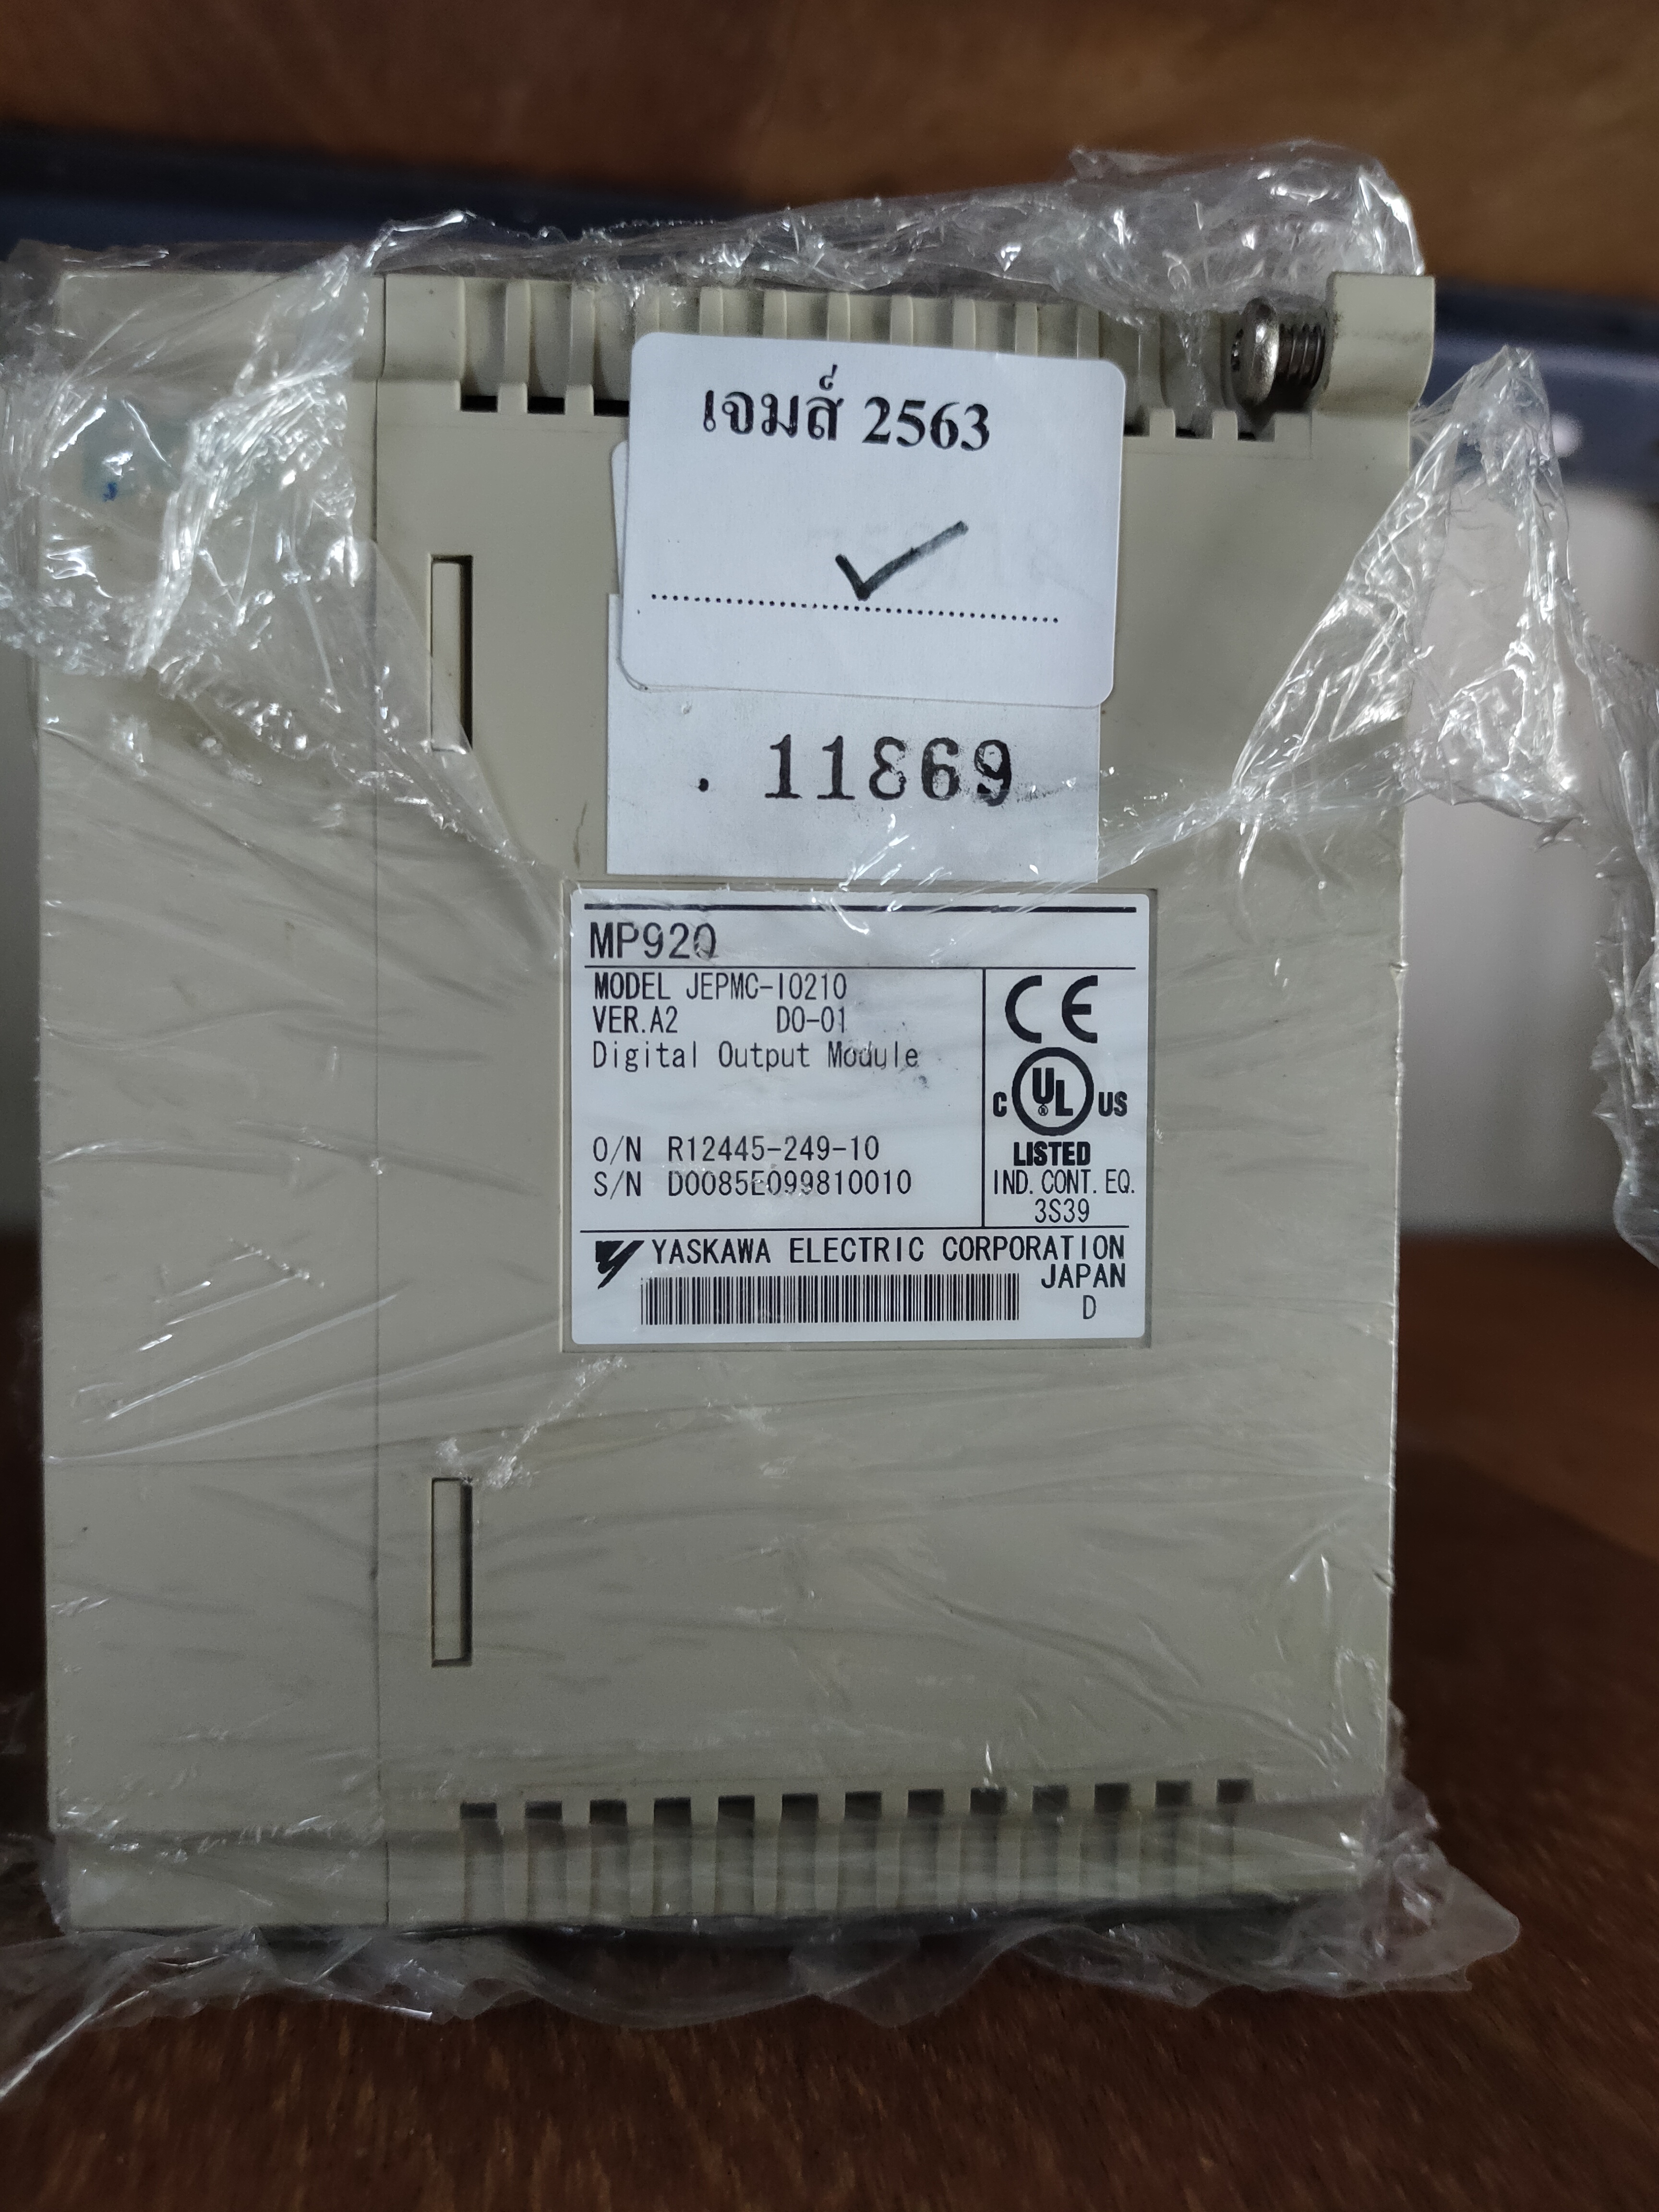 เจมส์ 2563
. 11869
MP920
MODEL JEPMC-IO210
VER.A2 DO-01
Digital Output Module
O/N R12445-249-10
S/N D0085E099810010
CE
C UL ® US
LISTED
IND. CONT. EQ.
3S39
YASKAWA ELECTRIC CORPORATION
JAPAN
D